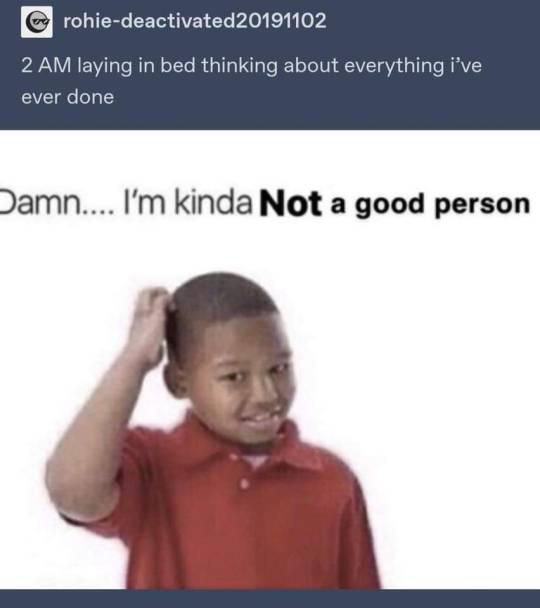 rohie-deactivated20191102
2 AM laying in bed thinking about everything i've
ever done
Damn.... I'm kinda Not a good person